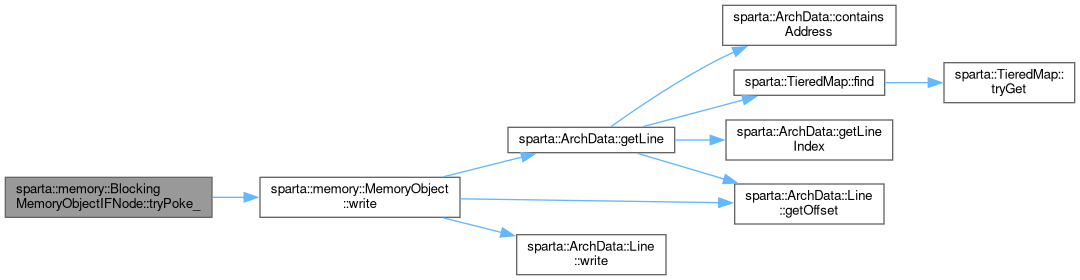 sparta::memory::Blocking
MemoryObjectIFNode::tryPoke_
sparta::memory::MemoryObject
::write
sparta::ArchData::getLine
sparta::ArchData::contains
Address
sparta::TieredMap::find
sparta::TieredMap::
tryGet
sparta::ArchData::getLine
Index
sparta::ArchData::Line
::getOffset
sparta::ArchData::Line
::write